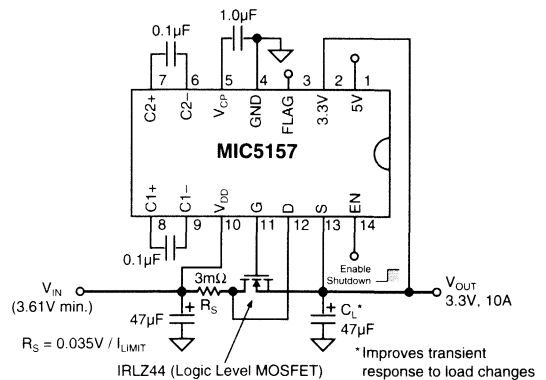 0.1μF
1.0μF
7 6 5 4 3 2 1
C2+ C2– VCP GND FLAG 3.3V 5V
MIC5157
C1+ C1– VDD G D S EN
8 9 10 11 12 13 14
0.1μF
Enable
Shutdown
VIN
(3.61V min.)
3mΩ
RS
VOUT
3.3V, 10A
+
47μF
+ CL*
47μF
RS = 0.035V / ILIMIT
IRLZ44 (Logic Level MOSFET)
*Improves transient
response to load changes